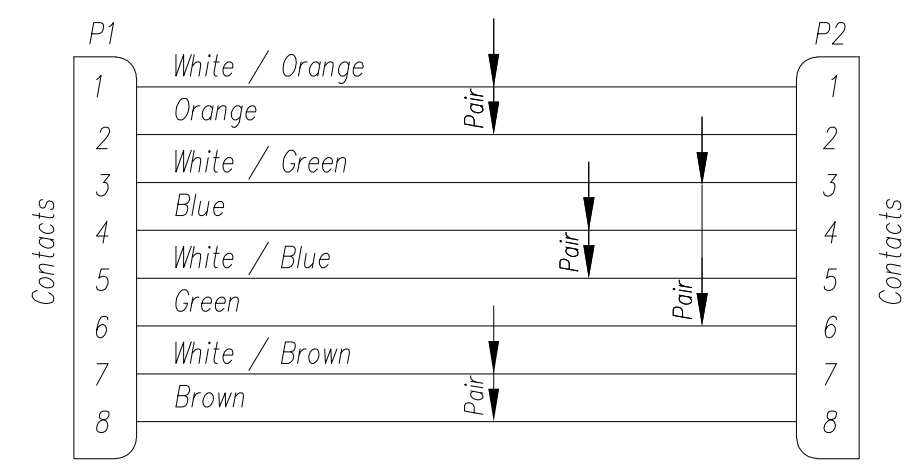 P1
P2
White / Orange
1
1
Orange
Pair
2
2
White / Green
3
3
Blue
4
4
Contacts
Contacts
White / Blue
Pair
5
5
Green
Pair
6
6
White / Brown
7
7
Brown
Pair
8
8